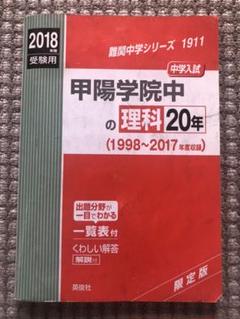 2018年度
受験用
難関中学シリーズ 1911
中学入試
甲陽学院中
の理科20年
(1998〜2017年度収録)
出題分野が
一目でわかる
一覧表付
くわしい解答
解説付
英俊社
限定版